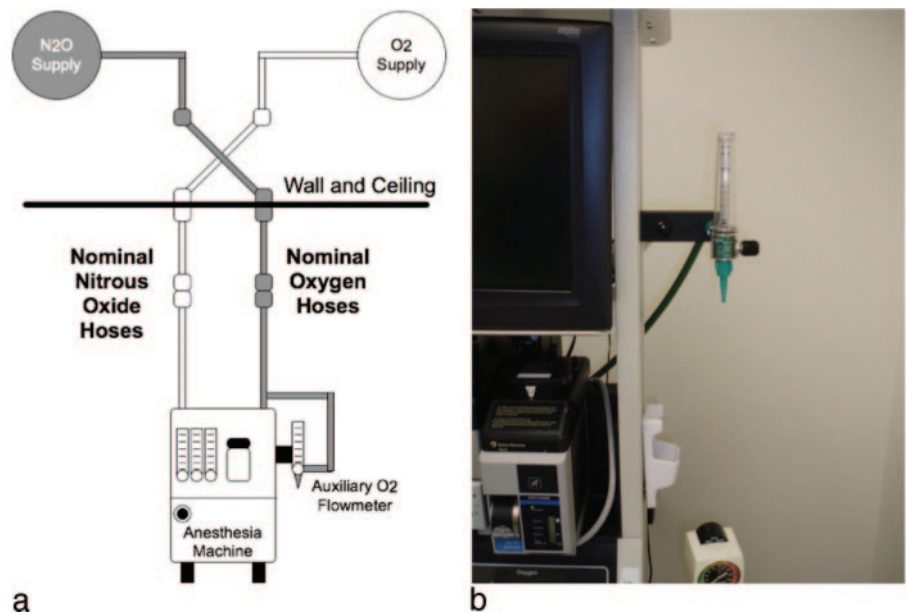 N2O
Supply
O2
Supply
Wall and Ceiling
Nominal
Nitrous
Oxide
Hoses
Nominal
Oxygen
Hoses
Auxiliary O2
Flowmeter
Anesthesia
Machine
a
Oxygen
b